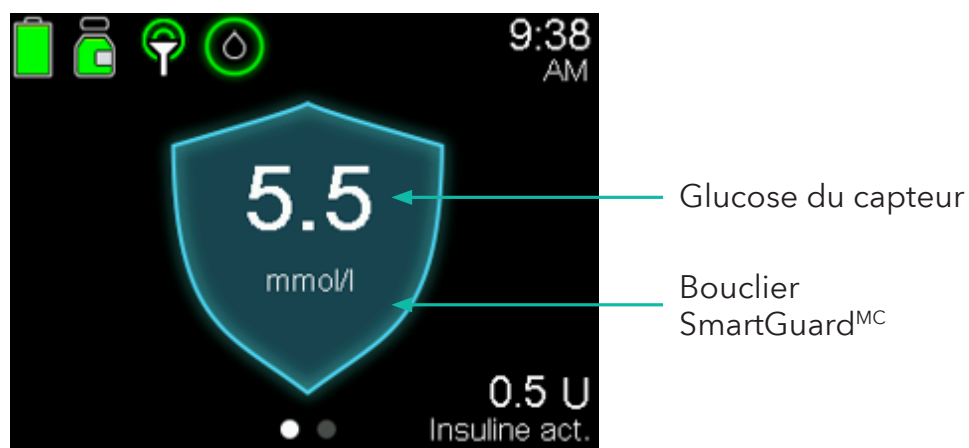 9:38
AM
5.5
mmol/l
0.5 U
Insuline act.
Glucose du capteur
Bouclier
SmartGuardᴹᶜ